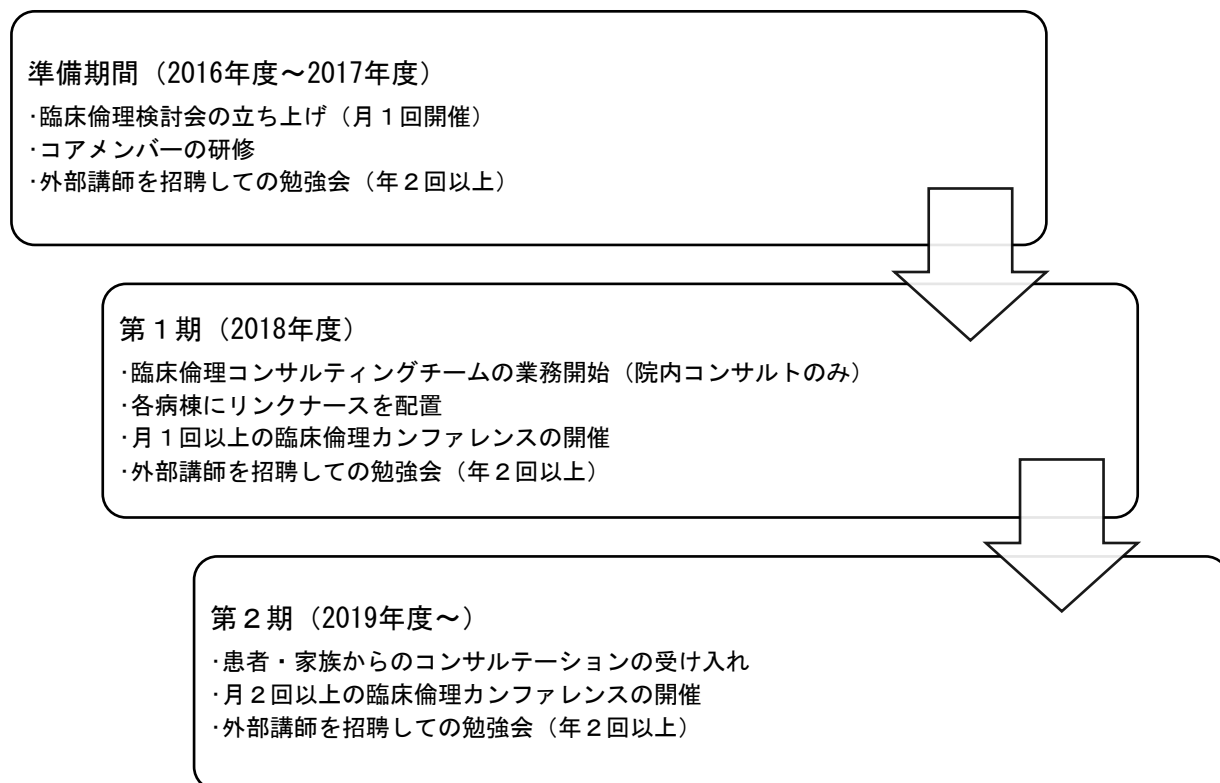 準備期間（2016年度～2017年度）
･臨床倫理検討会の立ち上げ（月１回開催）
･コアメンバーの研修
･外部講師を招聘しての勉強会（年２回以上）
第１期（2018年度）
･臨床倫理コンサルティングチームの業務開始（院内コンサルトのみ）
･各病棟にリンクナースを配置
･月１回以上の臨床倫理カンファレンスの開催
･外部講師を招聘しての勉強会（年２回以上）
第２期（2019年度～）
･患者・家族からのコンサルテーションの受け入れ
･月２回以上の臨床倫理カンファレンスの開催
･外部講師を招聘しての勉強会（年２回以上）